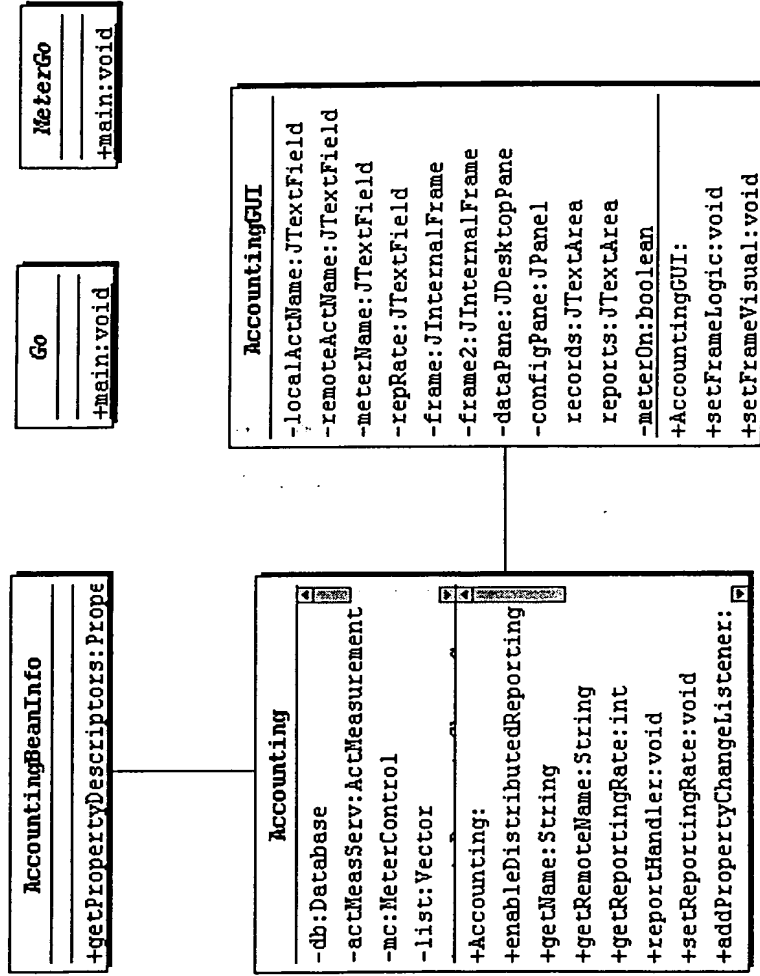 AccountingBeanInfo
+getPropertyDescriptors:Prope
Go
+main:void
MeterGo
+main:void
Accounting
-db:Database
-actMeasServ:ActMeasurement
-mc:MeterControl
-list:Vector
+Accounting:
+enableDistributedReporting
+getName:String
+getRemoteName:String
+getReportingRate:int
+reportHandler:void
+setReportingRate:void
+addPropertyChangeListener:
AccountingGUI
-localActName:JTextField
-remoteActName:JTextField
-meterName:JTextField
-repRate:JTextField
-frame:JInternalFrame
-frame2:JInternalFrame
-dataPane:JDesktopPane
-configPane:JPanel
records:JTextArea
reports:JTextArea
-meterOn:boolean
+AccountingGUI:
+setFrameLogic:void
+setFrameVisual:void